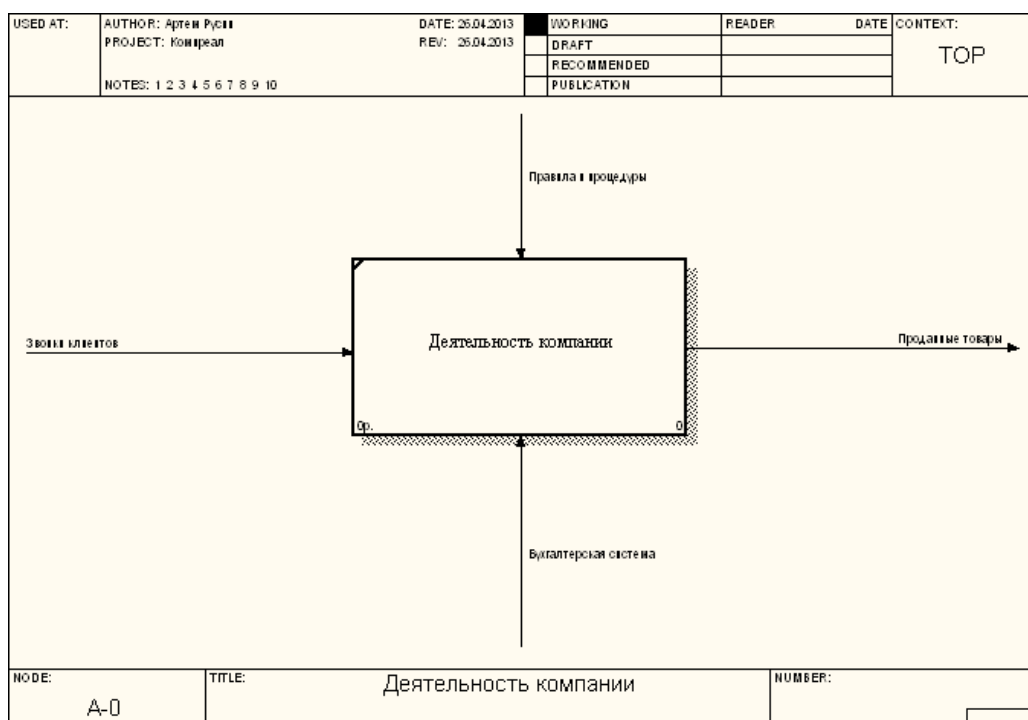 USED AT:
AUTHOR: Артем Русин
DATE: 26.04.2013
WORKING
READER
DATE
CONTEXT:
PROJECT: Компреал
REV: 26.04.2013
DRAFT
TOP
RECOMMENDED
NOTES: 1 2 3 4 5 6 7 8 9 10
PUBLICATION
Правила и процедуры
Звонки клиентов
Деятельность компании
Проданные товары
0р.
0
Бухгалтерская система
NODE:
TITLE:
Деятельность компании
NUMBER:
A-0